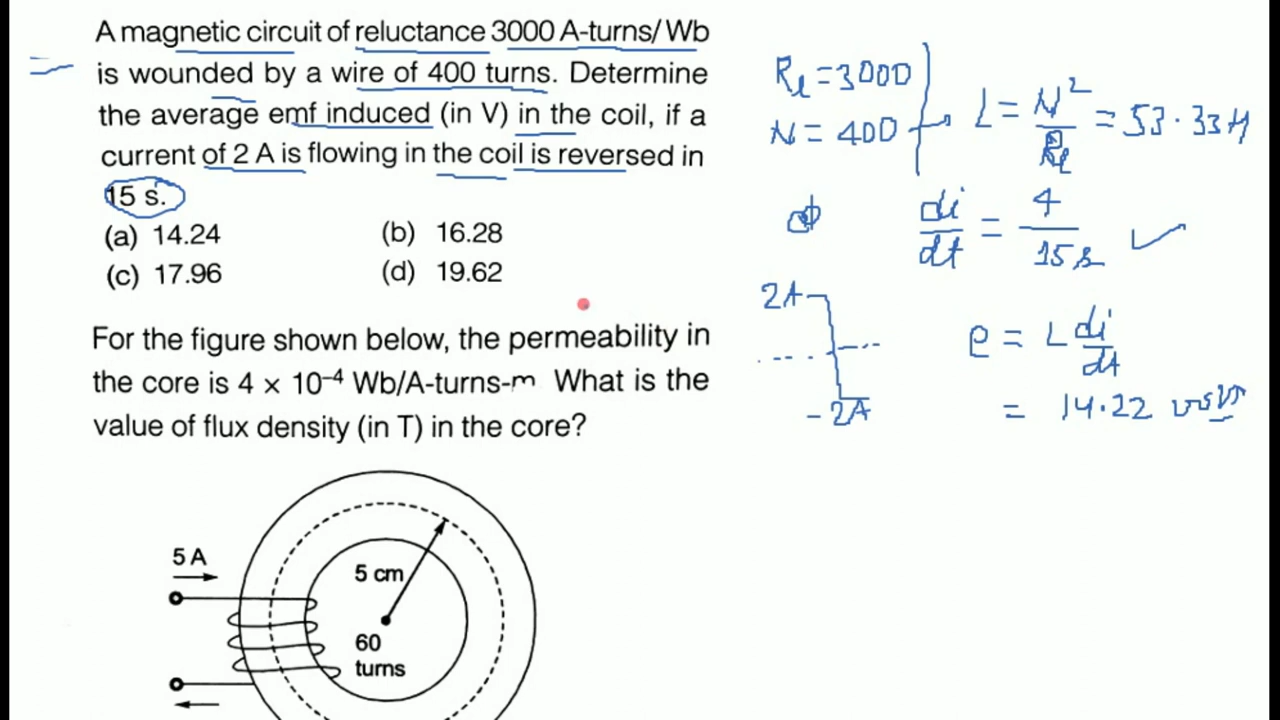 A magnetic circuit of reluctance 3000 A-turns/Wb
is wounded by a wire of 400 turns. Determine
the average emf induced (in V) in the coil, if a
current of 2 A is flowing in the coil is reversed in
15 s.
(a) 14.24 (b) 16.28
(c) 17.96 (d) 19.62
For the figure shown below, the permeability in
the core is 4 × 10⁻⁴ Wb/A-turns-m What is the
value of flux density (in T) in the core?
5 A
5 cm
60
turns
Rl = 3000
N = 400
L = N²/Rl = 53.33H
di/dt = 4/15s
2A
-2A
e = L di/dt
= 14.22 volt